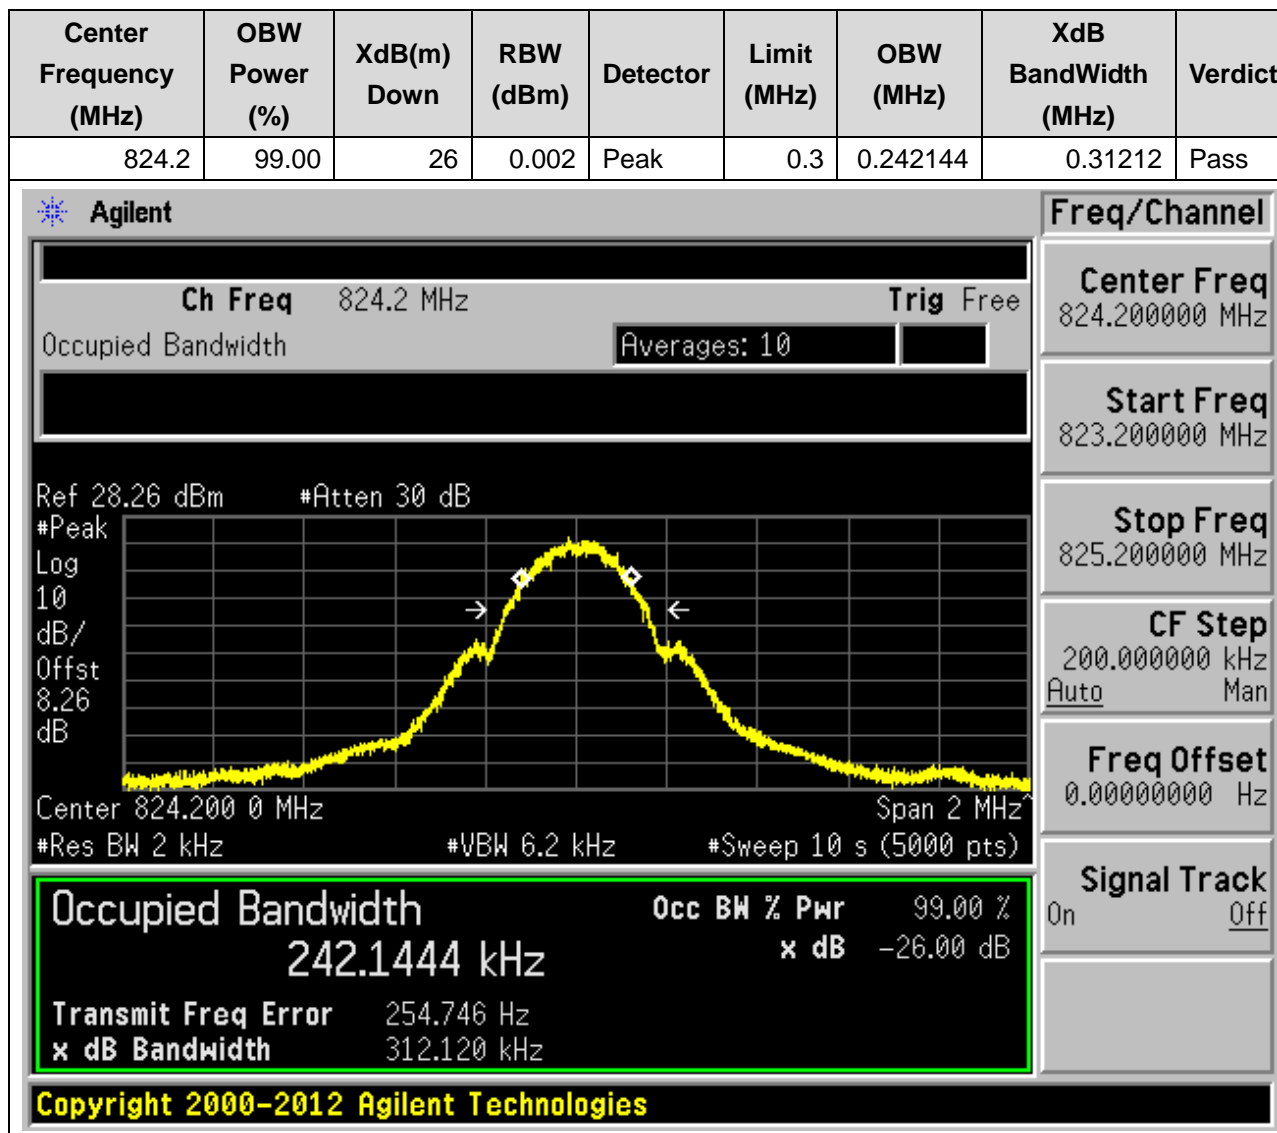 Center Frequency (MHz) OBW Power (%) XdB(m) Down RBW (dBm) Detector Limit (MHz) OBW (MHz) XdB BandWidth (MHz) Verdict
824.2 99.00 26 0.002 Peak 0.3 0.242144 0.31212 Pass
Agilent
Freq/Channel
Ch Freq 824.2 MHz Trig Free
Occupied Bandwidth Averages: 10
Center Freq
824.200000 MHz
Start Freq
823.200000 MHz
Stop Freq
825.200000 MHz
CF Step
200.000000 kHz
Auto Man
Freq Offset
0.00000000 Hz
Signal Track
On Off
Ref 28.26 dBm #Atten 30 dB
#Peak
Log
10
dB/
Offst
8.26
dB
Center 824.200 0 MHz Span 2 MHz^
#Res BW 2 kHz #VBW 6.2 kHz #Sweep 10 s (5000 pts)
Occupied Bandwidth Occ BW % Pwr 99.00 %
242.1444 kHz x dB -26.00 dB
Transmit Freq Error 254.746 Hz
x dB Bandwidth 312.120 kHz
Copyright 2000-2012 Agilent Technologies